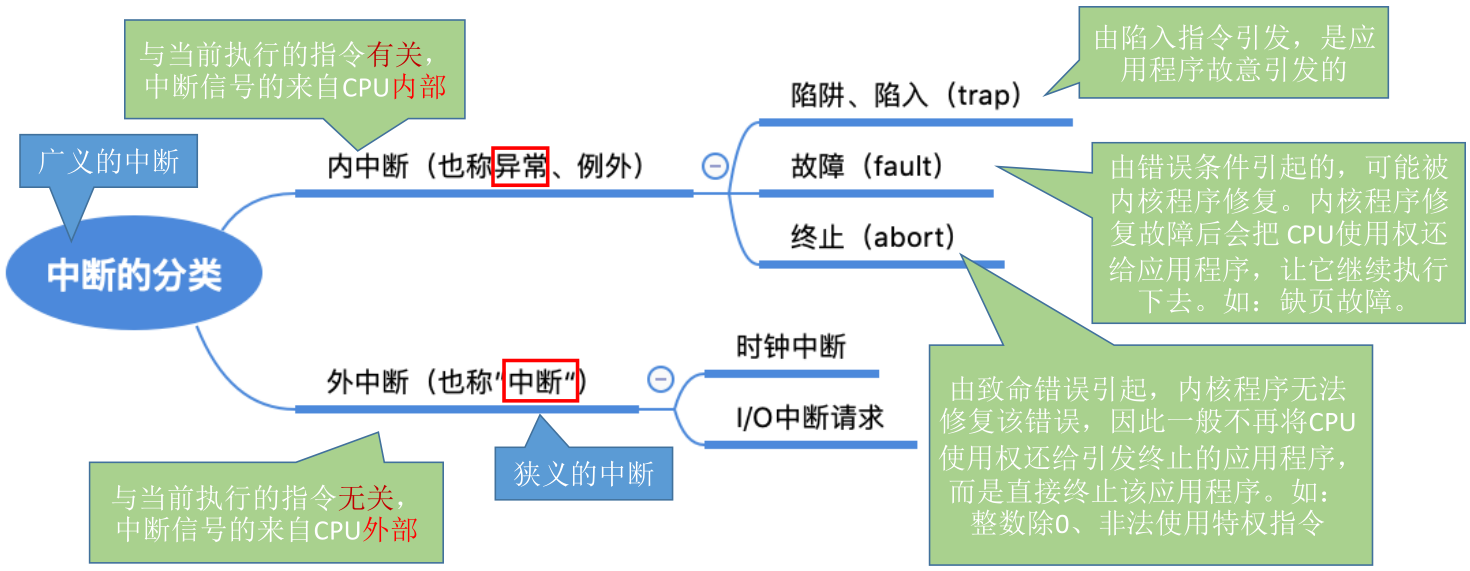 与当前执行的指令有关，
中断信号的来自CPU内部
广义的中断
中断的分类
内中断（也称异常、例外）
陷阱、陷入（trap）
由陷入指令引发，是应
用程序故意引发的
故障（fault）
由错误条件引起的，可能被
内核程序修复。内核程序修
复故障后会把 CPU使用权还
给应用程序，让它继续执行
下去。如：缺页故障。
终止（abort）
由致命错误引起，内核程序无法
修复该错误，因此一般不再将CPU
使用权还给引发终止的应用程序，
而是直接终止该应用程序。如：
整数除0、非法使用特权指令
外中断（也称“中断“）
狭义的中断
与当前执行的指令无关，
中断信号的来自CPU外部
时钟中断
I/O中断请求